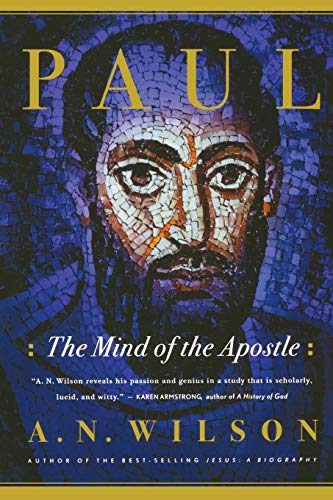 PAUL
: The Mind of the Apostle :
"A. N. Wilson reveals his passion and genius in a study that is scholarly,
lucid, and witty." — KAREN ARMSTRONG, author of A History of God
A. N. WILSON
AUTHOR OF THE BEST-SELLING JESUS: A BIOGRAPHY